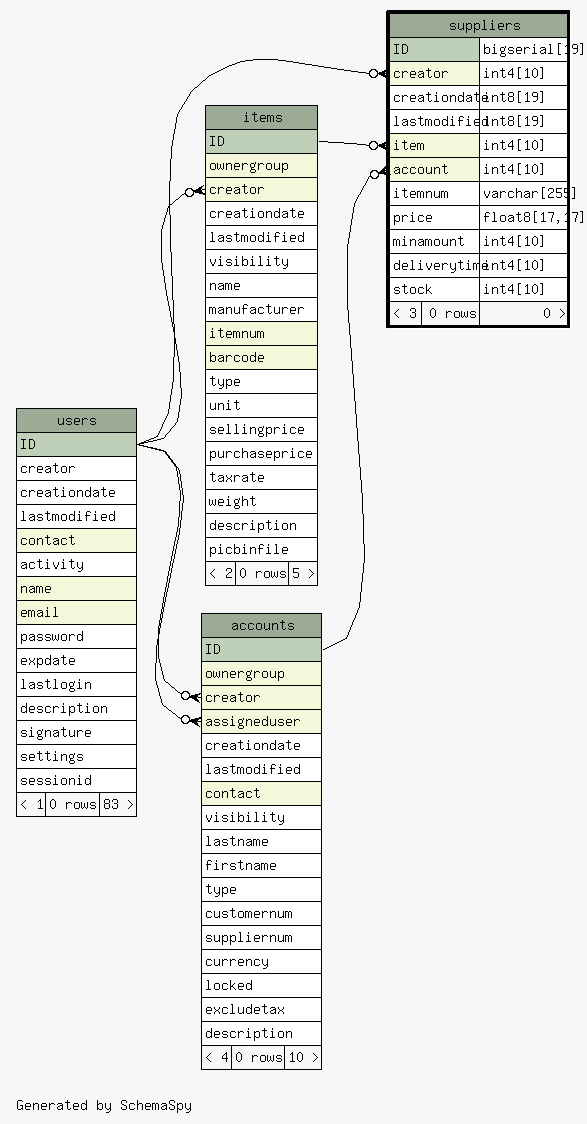 suppliers
ID bigserial[19]
creator int4[10]
creationdate int8[19]
lastmodified int8[19]
item int4[10]
account int4[10]
itemnum varchar[255]
price float8[17,17]
minamount int4[10]
deliverytime int4[10]
stock int4[10]
< 3 0 rows 0 >
items
ID
ownergroup
creator
creationdate
lastmodified
visibility
name
manufacturer
itemnum
barcode
type
unit
sellingprice
purchaseprice
taxrate
weight
description
picbinfile
< 2 0 rows 5 >
users
ID
creator
creationdate
lastmodified
contact
activity
name
email
password
expdate
lastlogin
description
signature
settings
sessionid
< 1 0 rows 83 >
accounts
ID
ownergroup
creator
assigneduser
creationdate
lastmodified
contact
visibility
lastname
firstname
type
customernum
suppliernum
currency
locked
excludetax
description
< 4 0 rows 10 >
Generated by SchemaSpy